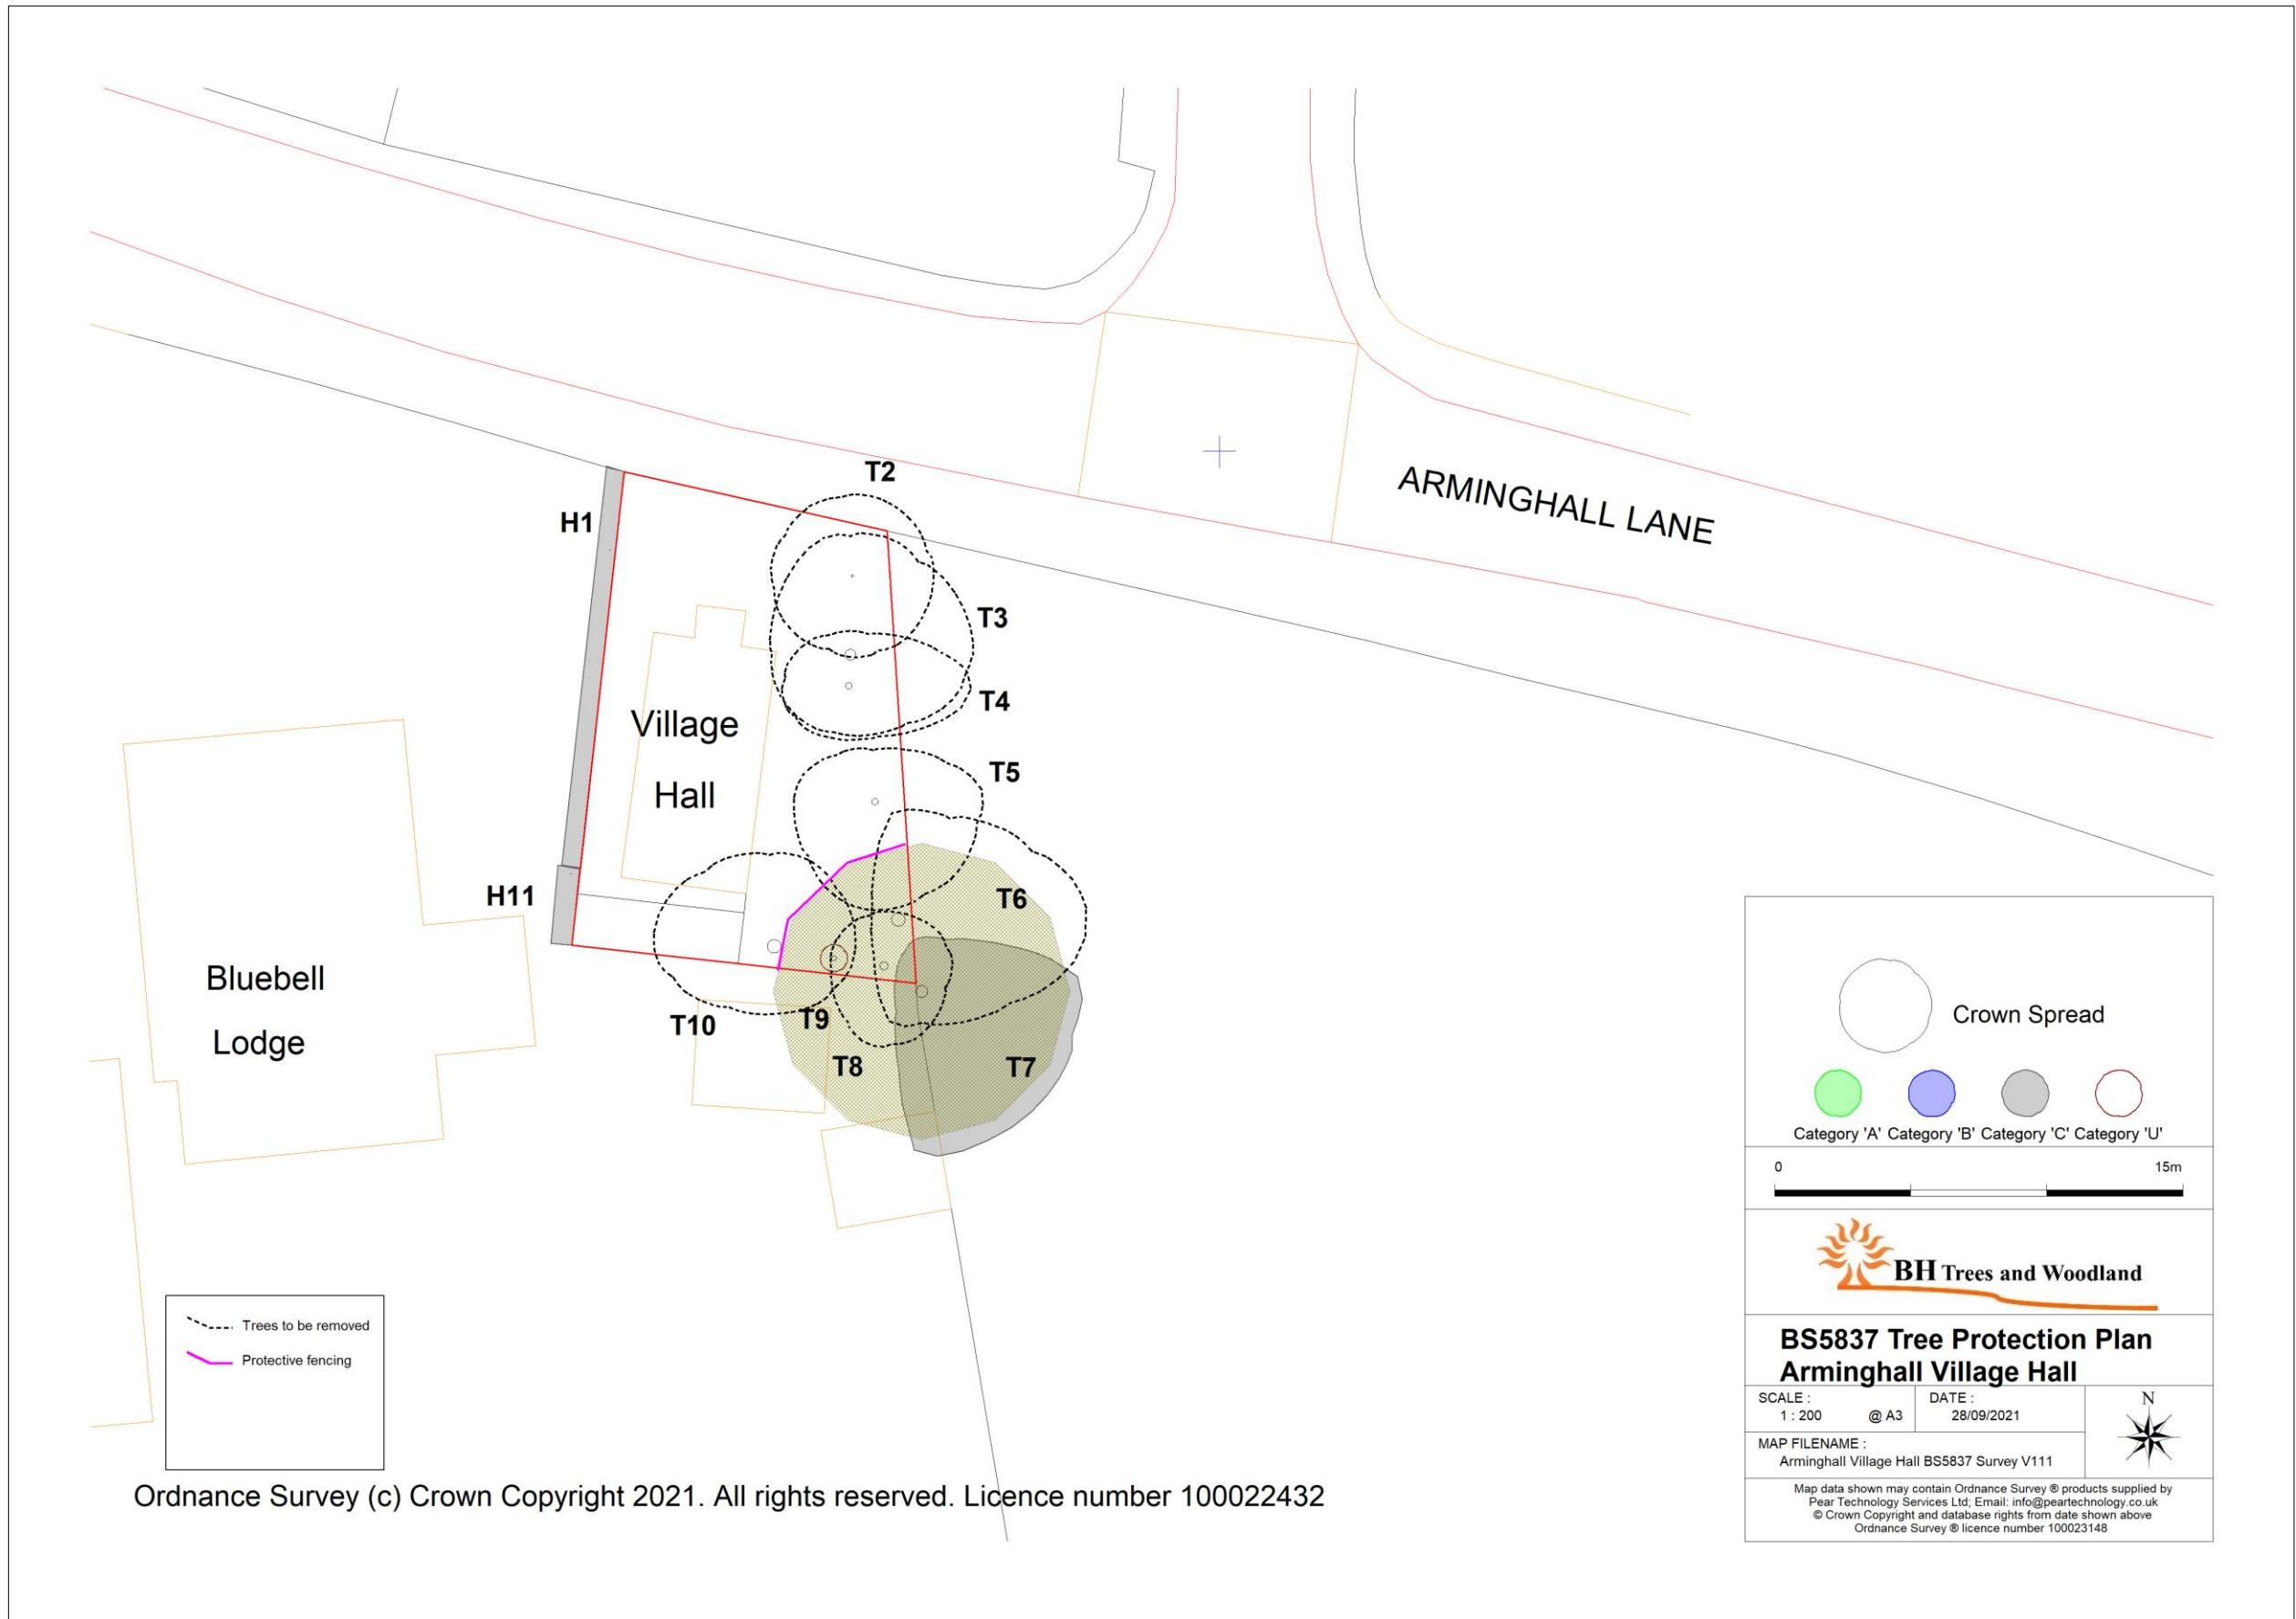 T2
ARMINGHALL LANE
H1
T3
T4
Village
Hall
T5
H11
T6
Bluebell
Lodge
T10
T9
T8
T7
Trees to be removed
Protective fencing
Ordnance Survey (c) Crown Copyright 2021. All rights reserved. Licence number 100022432
Crown Spread
Category 'A' Category 'B' Category 'C' Category 'U'
0 15m
BH Trees and Woodland
BS5837 Tree Protection Plan
Arminghall Village Hall
SCALE :
1 : 200 @ A3
DATE :
28/09/2021
N
MAP FILENAME :
Arminghall Village Hall BS5837 Survey V111
Map data shown may contain Ordnance Survey ® products supplied by
Pear Technology Services Ltd; Email: info@peartechnology.co.uk
© Crown Copyright and database rights from date shown above
Ordnance Survey ® licence number 100023148